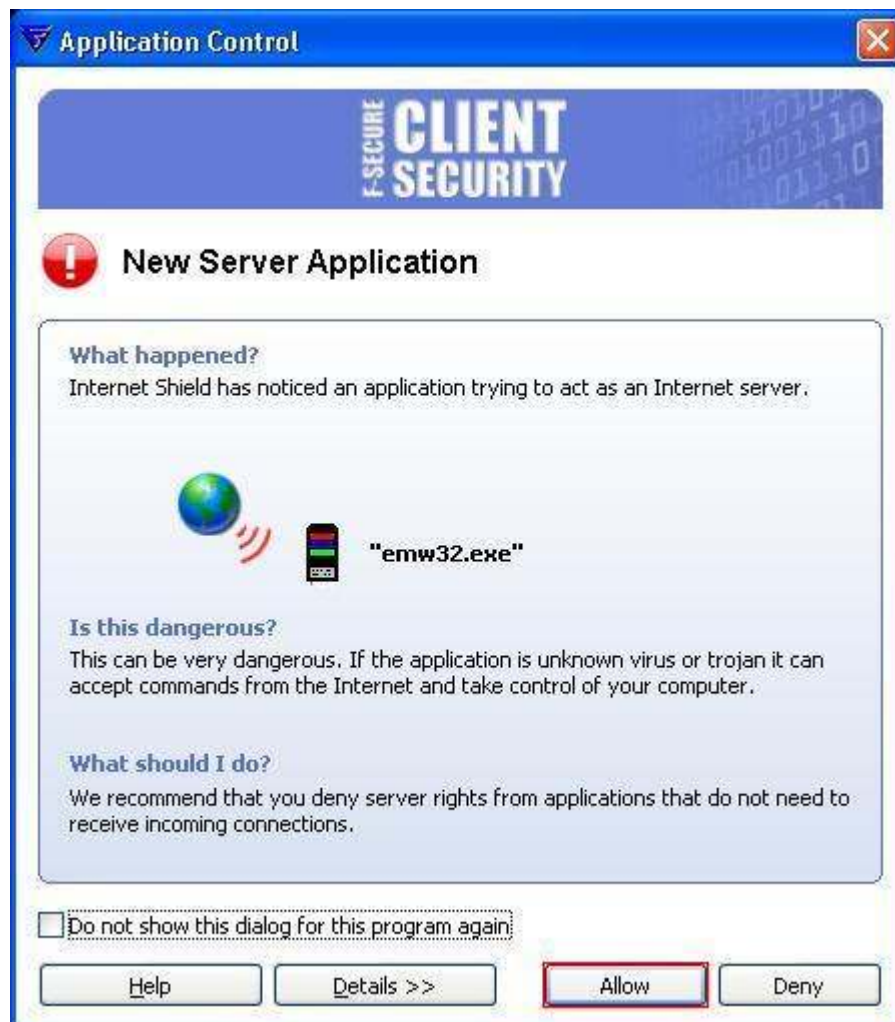 Application Control
F-SECURE
CLIENT
SECURITY
New Server Application
What happened?
Internet Shield has noticed an application trying to act as an Internet server.
"emw32.exe"
Is this dangerous?
This can be very dangerous. If the application is unknown virus or trojan it can
accept commands from the Internet and take control of your computer.
What should I do?
We recommend that you deny server rights from applications that do not need to
receive incoming connections.
Do not show this dialog for this program again
Help
Details >>
Allow
Deny